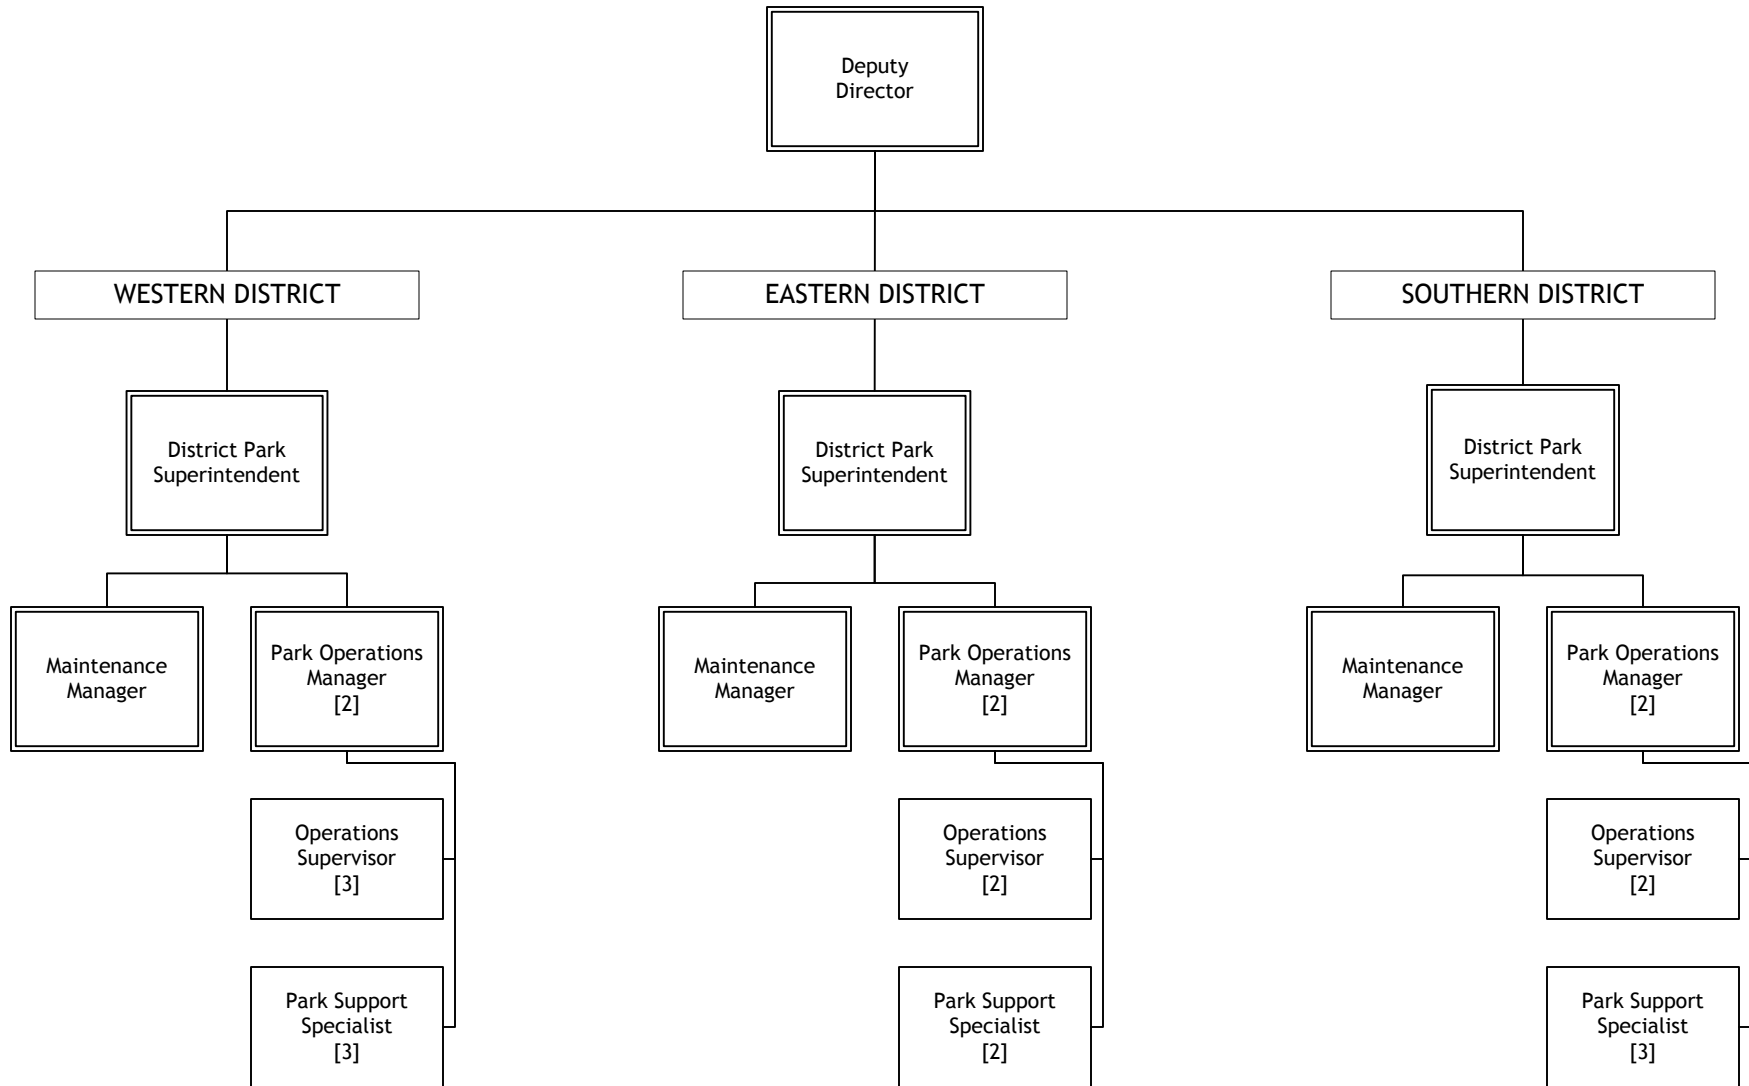 Deputy
Director
WESTERN DISTRICT
EASTERN DISTRICT
SOUTHERN DISTRICT
District Park
Superintendent
District Park
Superintendent
District Park
Superintendent
Maintenance
Manager
Park Operations
Manager
[2]
Maintenance
Manager
Park Operations
Manager
[2]
Maintenance
Manager
Park Operations
Manager
[2]
Operations
Supervisor
[3]
Operations
Supervisor
[2]
Operations
Supervisor
[2]
Park Support
Specialist
[3]
Park Support
Specialist
[2]
Park Support
Specialist
[3]